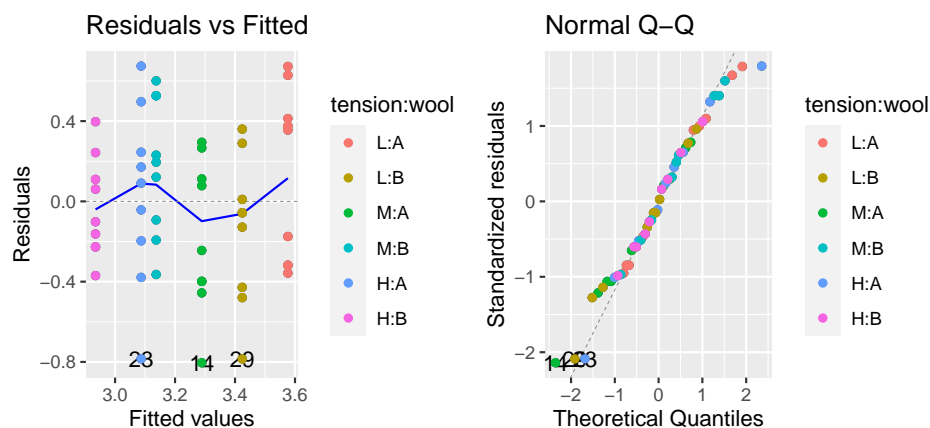 Residuals vs Fitted
Residuals
0.4
0.0
−0.4
−0.8
23
14
29
3.0 3.2 3.4 3.6
Fitted values
tension:wool
L:A
L:B
M:A
M:B
H:A
H:B
Normal Q−Q
Standardized residuals
1
0
−1
−2
14
−2 −1 0 1 2
Theoretical Quantiles
tension:wool
L:A
L:B
M:A
M:B
H:A
H:B